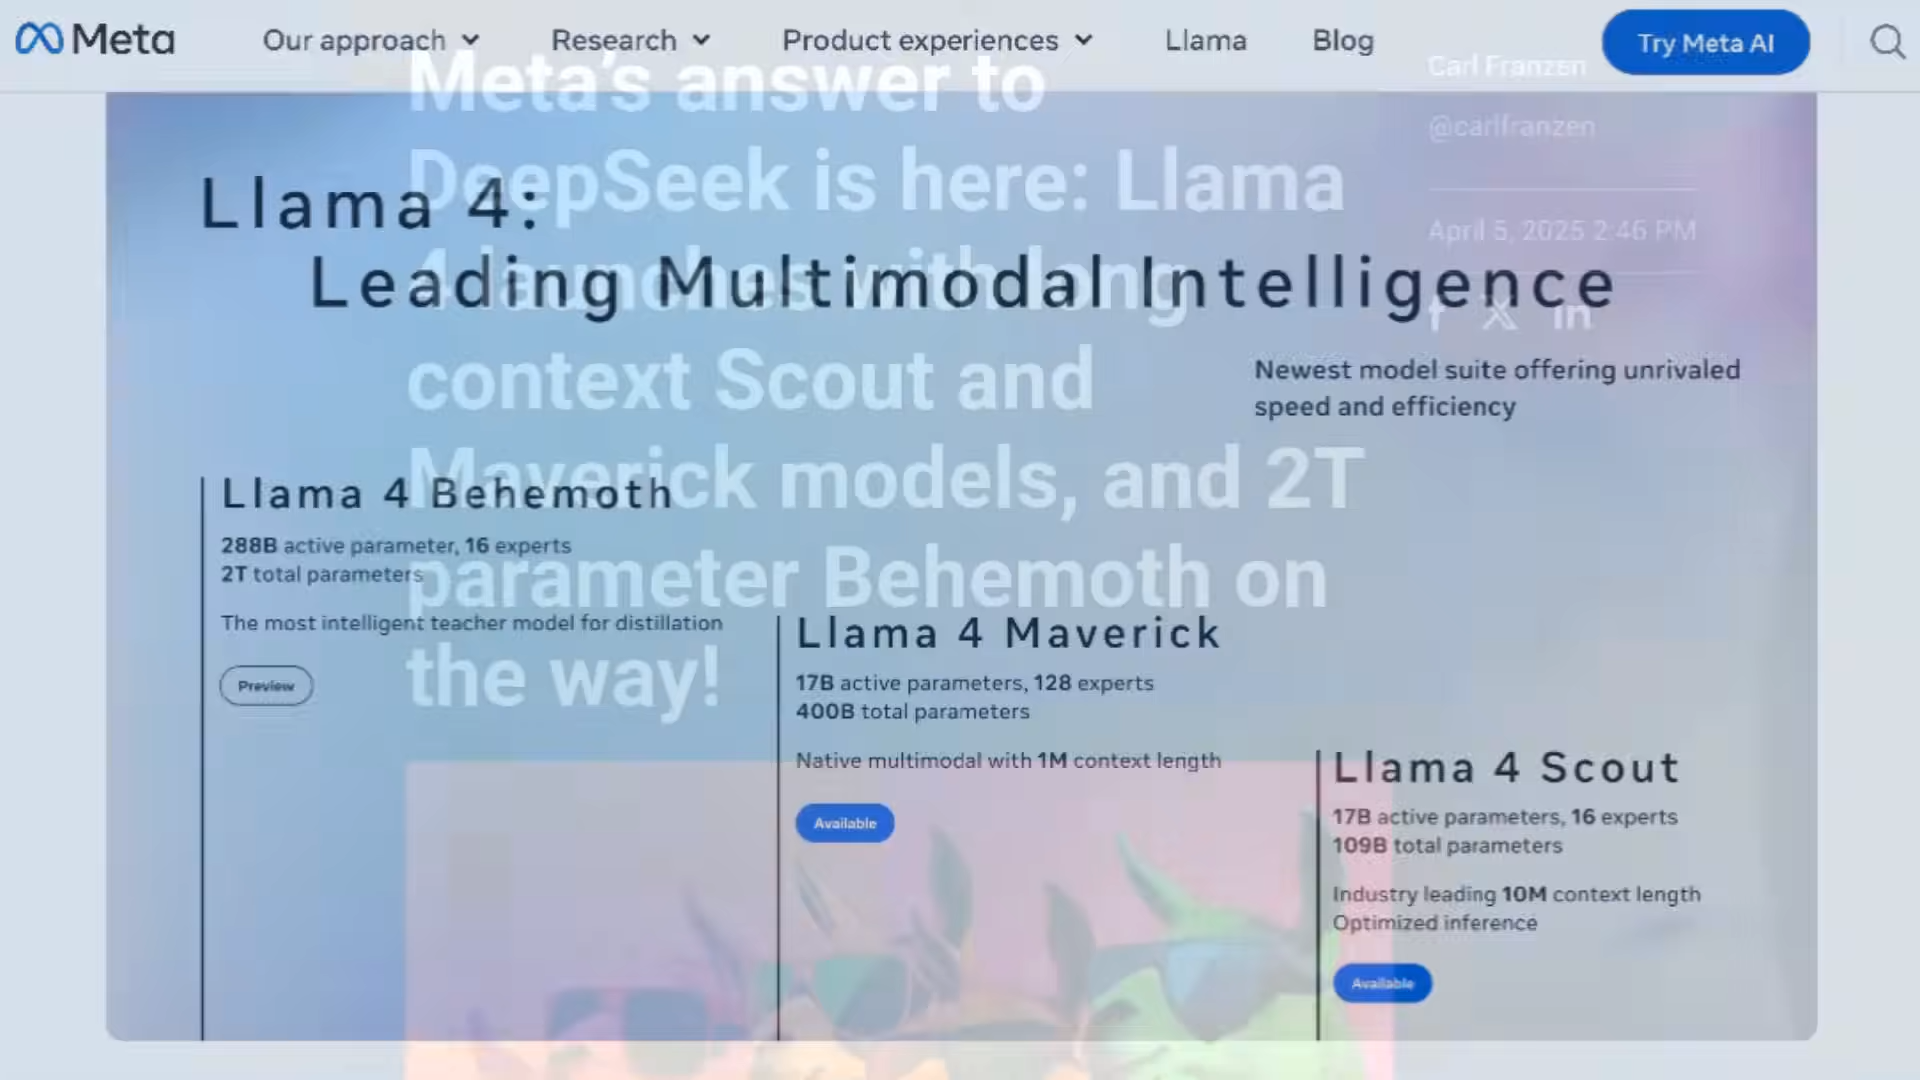 Meta
Our approach
Research
Product experiences
Llama
Blog
Try Meta AI
Carl Franzen
@carlfranzen
April 5, 2025 2:46 PM
f X in
Meta's answer to
DeepSeek is here: Llama
4 launches with long
context Scout and
Maverick models, and 2T
parameter Behemoth on
the way!
Llama 4:
Leading Multimodal Intelligence
Newest model suite offering unrivaled
speed and efficiency
Llama 4 Behemoth
288B active parameter, 16 experts
2T total parameters
The most intelligent teacher model for distillation
Preview
Llama 4 Maverick
17B active parameters, 128 experts
400B total parameters
Native multimodal with 1M context length
Available
Llama 4 Scout
17B active parameters, 16 experts
109B total parameters
Industry leading 10M context length
Optimized inference
Available